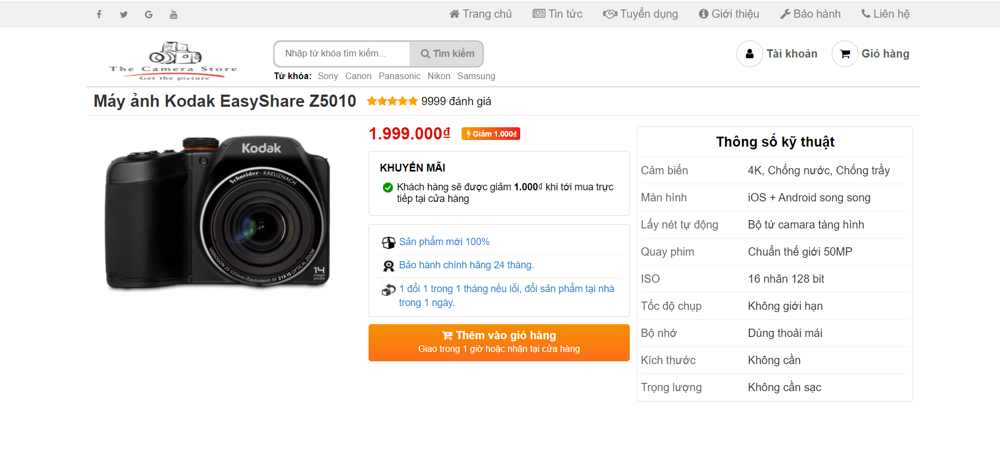 Trang chủ Tin tức Tuyển dụng Giới thiệu Bảo hành Liên hệ
The Camera Store
Get the picture
Nhập từ khóa tìm kiếm... Tìm kiếm
Từ khóa: Sony Canon Panasonic Nikon Samsung
Tài khoản Giỏ hàng
Máy ảnh Kodak EasyShare Z5010 9999 đánh giá
Kodak
Schneider - KREUZNACH
VARIOGON 25-525mm (Equivalent) AF 21X IS OPTICAL ZOOM
14
mega
pixels
1.999.000₫ Giảm 1.000₫
KHUYẾN MÃI
Khách hàng sẽ được giảm 1.000₫ khi tới mua trực
tiếp tại cửa hàng
Sản phẩm mới 100%
Bảo hành chính hãng 24 tháng.
1 đổi 1 trong 1 tháng nếu lỗi, đổi sản phẩm tại nhà
trong 1 ngày.
Thêm vào giỏ hàng
Giao trong 1 giờ hoặc nhận tại cửa hàng
Thông số kỹ thuật
Cảm biến 4K, Chống nước, Chống trầy
Màn hình iOS + Android song song
Lấy nét tự động Bộ tứ camara tàng hình
Quay phim Chuẩn thế giới 50MP
ISO 16 nhân 128 bit
Tốc độ chụp Không giới hạn
Bộ nhớ Dùng thoải mái
Kích thước Không cần
Trọng lượng Không cần sạc